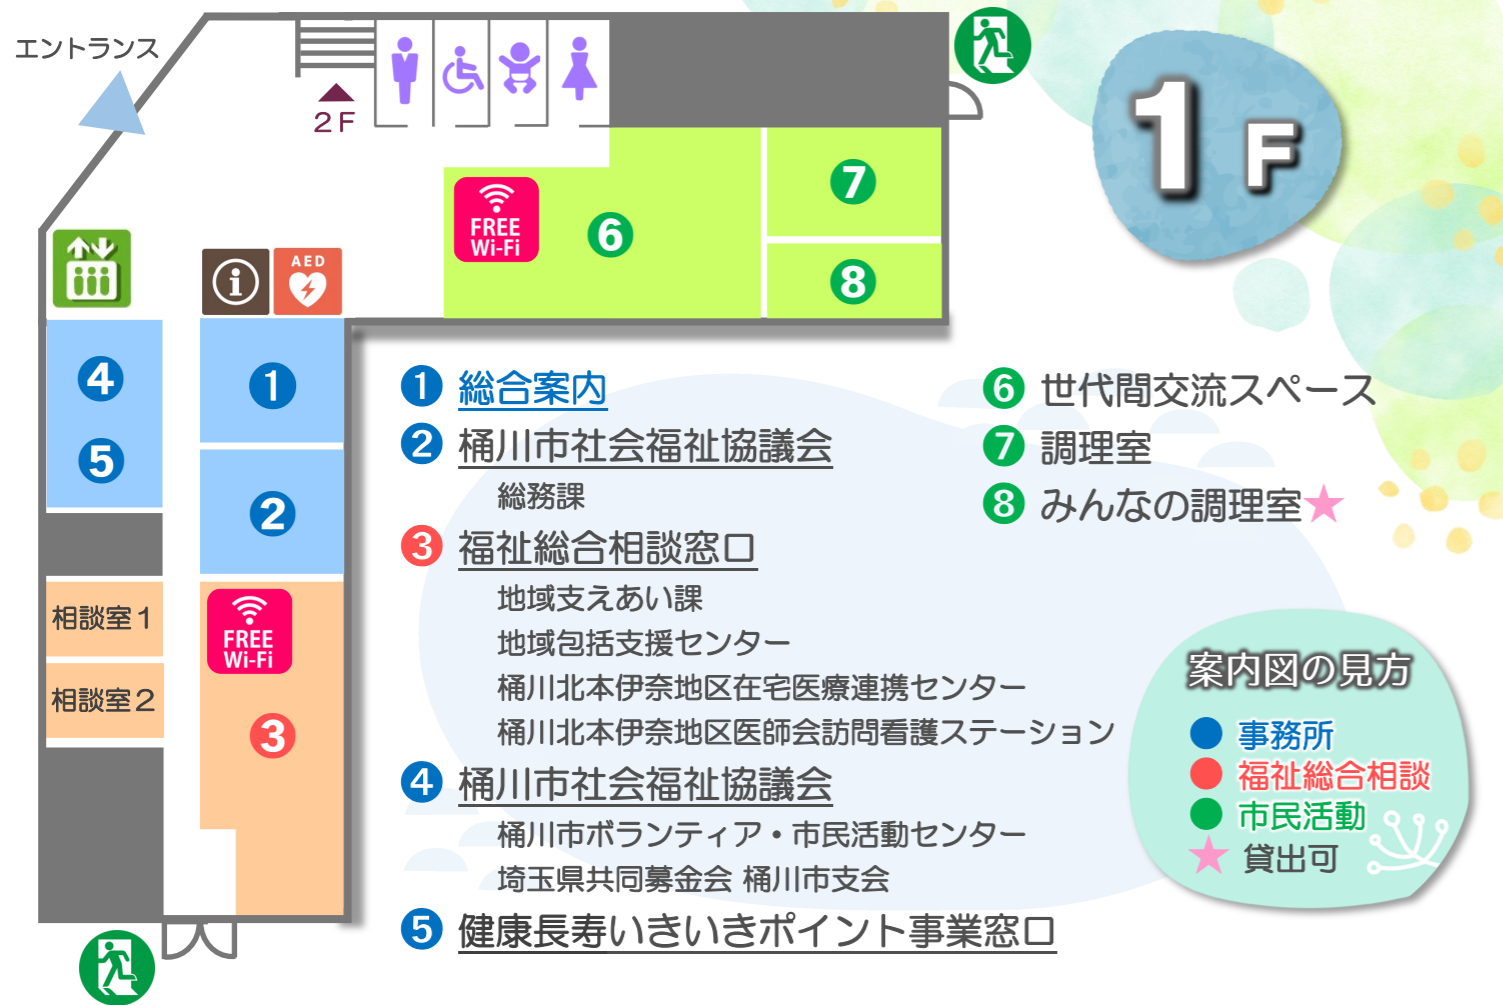 エントランス
2F
1F
AED
FREE
Wi-Fi
6
7
8
4
5
1
2
相談室1
相談室2
FREE
Wi-Fi
3
1 総合案内
2 桶川市社会福祉協議会
総務課
3 福祉総合相談窓口
地域支えあい課
地域包括支援センター
桶川北本伊奈地区在宅医療連携センター
桶川北本伊奈地区医師会訪問看護ステーション
4 桶川市社会福祉協議会
桶川市ボランティア・市民活動センター
埼玉県共同募金会 桶川市支会
5 健康長寿いきいきポイント事業窓口
6 世代間交流スペース
7 調理室
8 みんなの調理室★
案内図の見方
● 事務所
● 福祉総合相談
● 市民活動
★ 貸出可